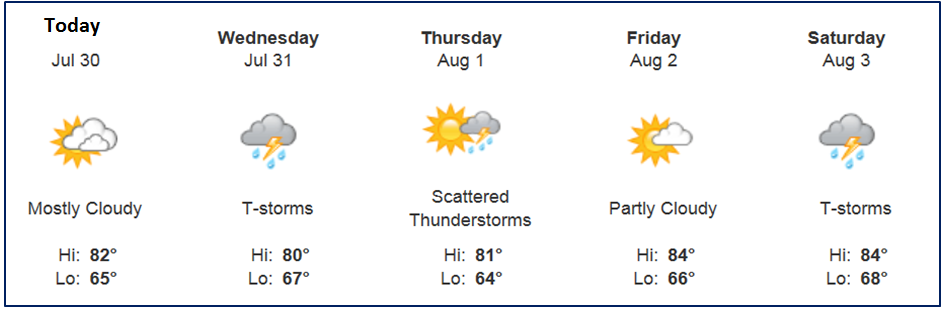 Today
Jul 30
Mostly Cloudy
Hi: 82°
Lo: 65°
Wednesday
Jul 31
T-storms
Hi: 80°
Lo: 67°
Thursday
Aug 1
Scattered
Thunderstorms
Hi: 81°
Lo: 64°
Friday
Aug 2
Partly Cloudy
Hi: 84°
Lo: 66°
Saturday
Aug 3
T-storms
Hi: 84°
Lo: 68°